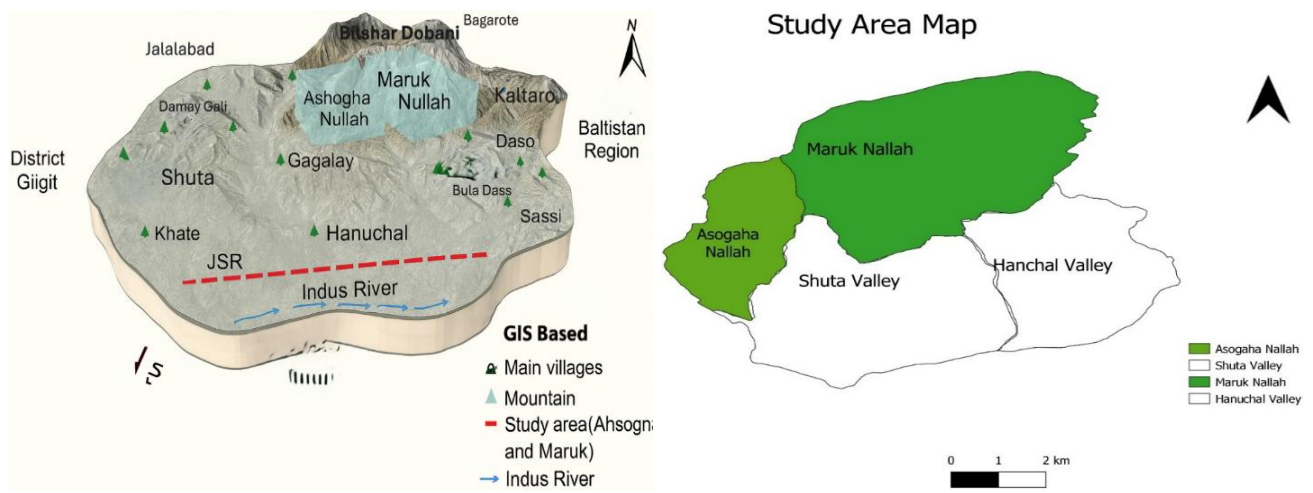 Bilshar Dobani
Bagarote
N
Jalalabad
Maruk
Nullah
Ashogha
Nullah
Kaltaro
Damay Gali
Baltistan
Region
Daso
District
Giigit
Gagalay
Shuta
Bula Dass
Sassi
Khate
Hanuchal
JSR
Indus River
GIS Based
Main villages
Mountain
Study area(Ahsogna
and Maruk)
Indus River
Study Area Map
Maruk Nallah
Asogaha
Nallah
Shuta Valley
Hanchal Valley
Asogaha Nallah
Shuta Valley
Maruk Nallah
Hanuchal Valley
0 1 2 km